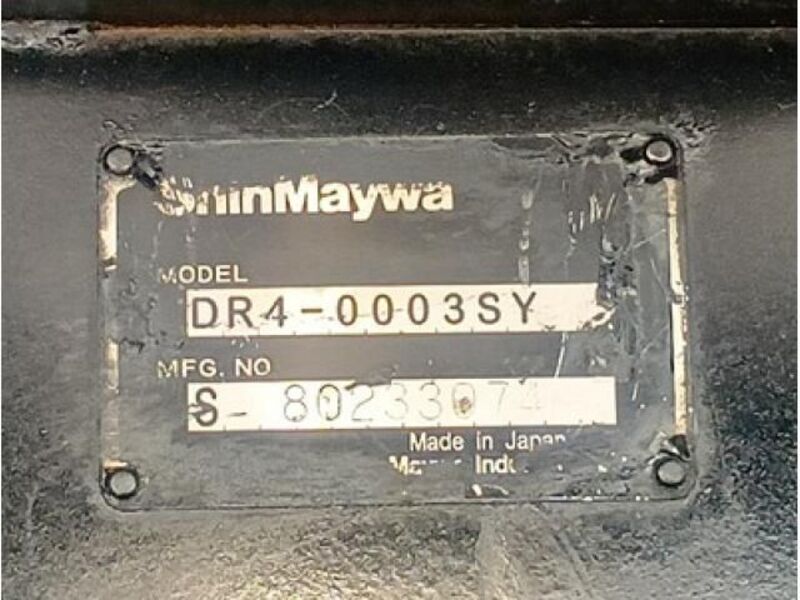 ShinMaywa
MODEL
DR4-0003SY
MFG. NO
S- 80233074
Made in Japan